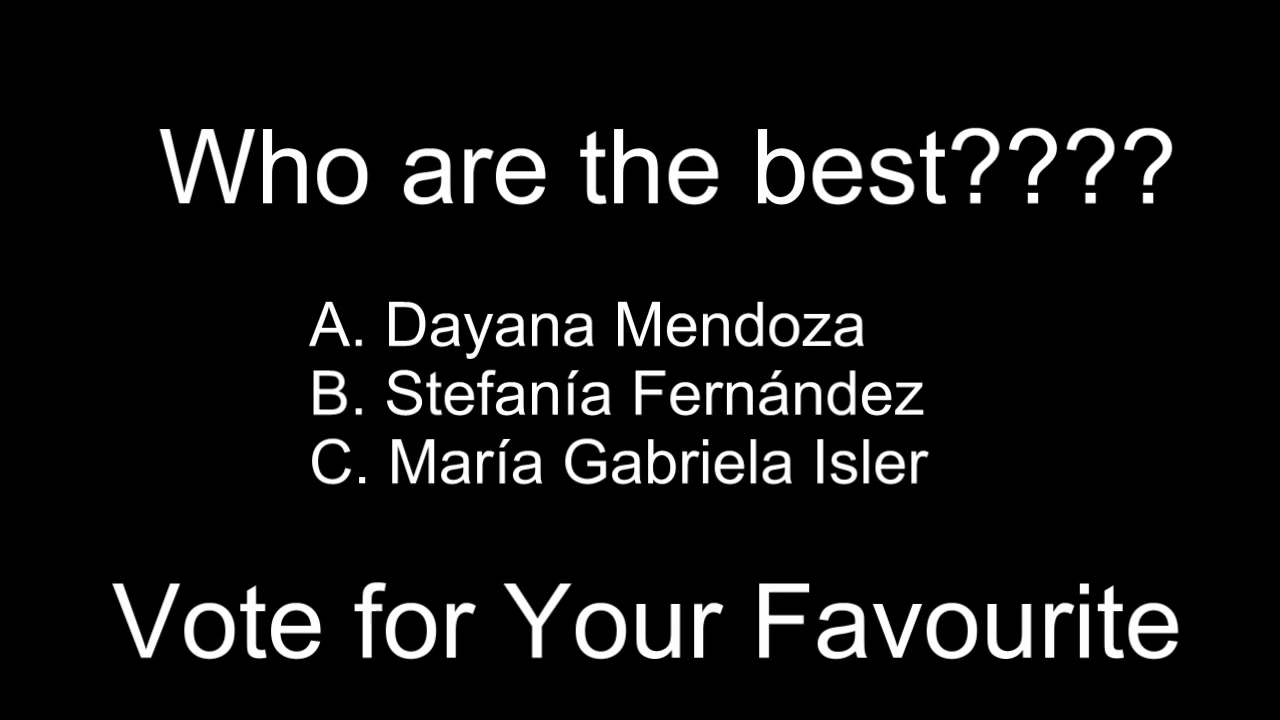 Who are the best????
A. Dayana Mendoza
B. Stefanía Fernández
C. María Gabriela Isler
Vote for Your Favourite